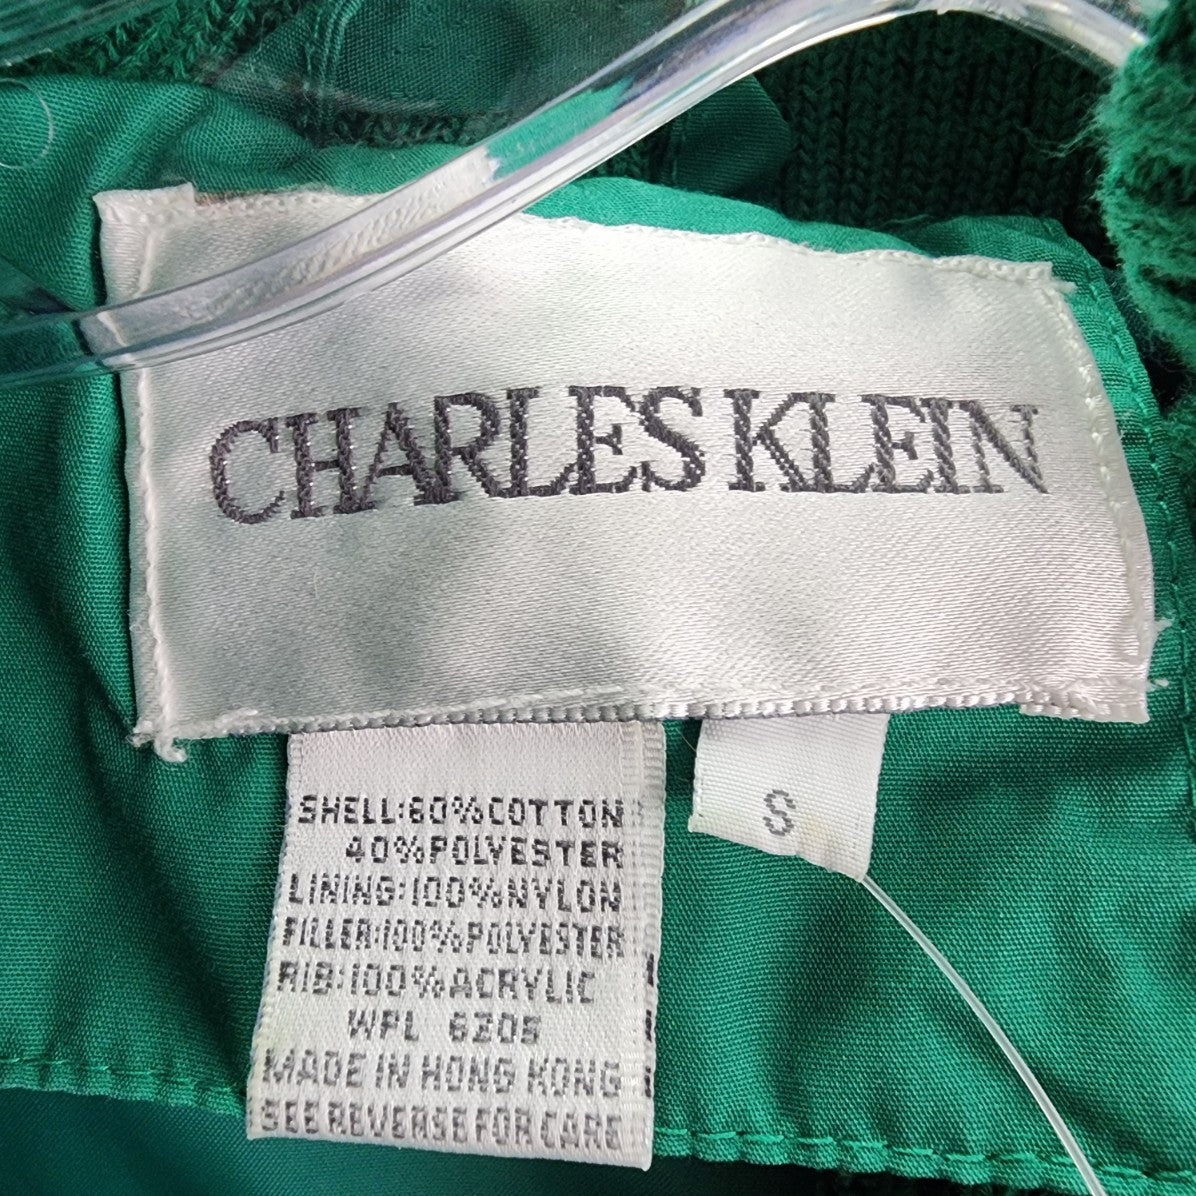 CHARLES KLEIN
SHELL:60%COTTON
40%POLYESTER
LINING:100%NYLON
FILLER:100%POLYESTER
RIB:100%ACRYLIC
WPL 6205
MADE IN HONG KONG
SEE REVERSE FOR CARE
S